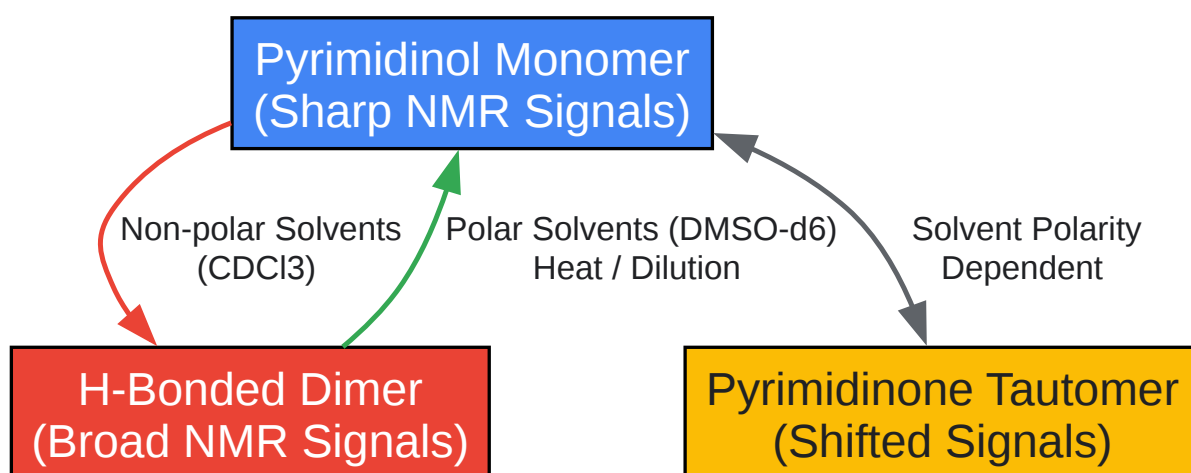 Pyrimidinol Monomer
(Sharp NMR Signals)
Non-polar Solvents
(CDCl3)
Polar Solvents (DMSO-d6)
Heat / Dilution
Solvent Polarity
Dependent
H-Bonded Dimer
(Broad NMR Signals)
Pyrimidinone Tautomer
(Shifted Signals)